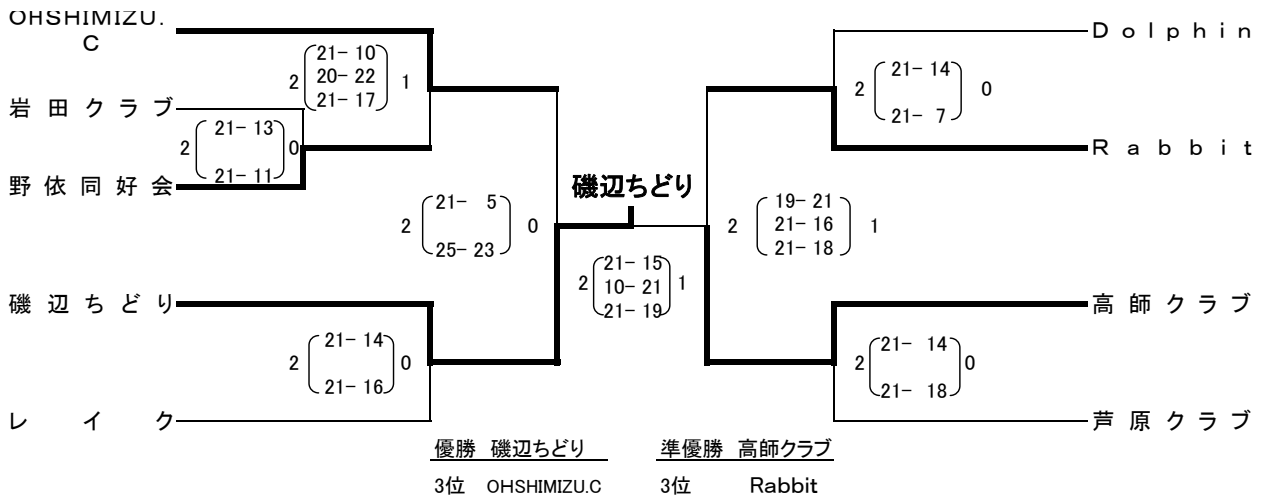 OHSHIMIZU.
C
岩田クラブ
野依同好会
磯辺ちどり
レイク
2 21- 10 1
20- 22
21- 17
2 21- 13 0
21- 11
2 21- 5 0
25- 23
2 21- 14 0
21- 16
磯辺ちどり
2 21- 15 1
10- 21
21- 19
Dolphin
Rabbit
高師クラブ
芦原クラブ
2 21- 14 0
21- 7
2 19- 21 1
21- 16
21- 18
2 21- 14 0
21- 18
優勝 磯辺ちどり 準優勝 高師クラブ
3位 OHSHIMIZU.C 3位 Rabbit